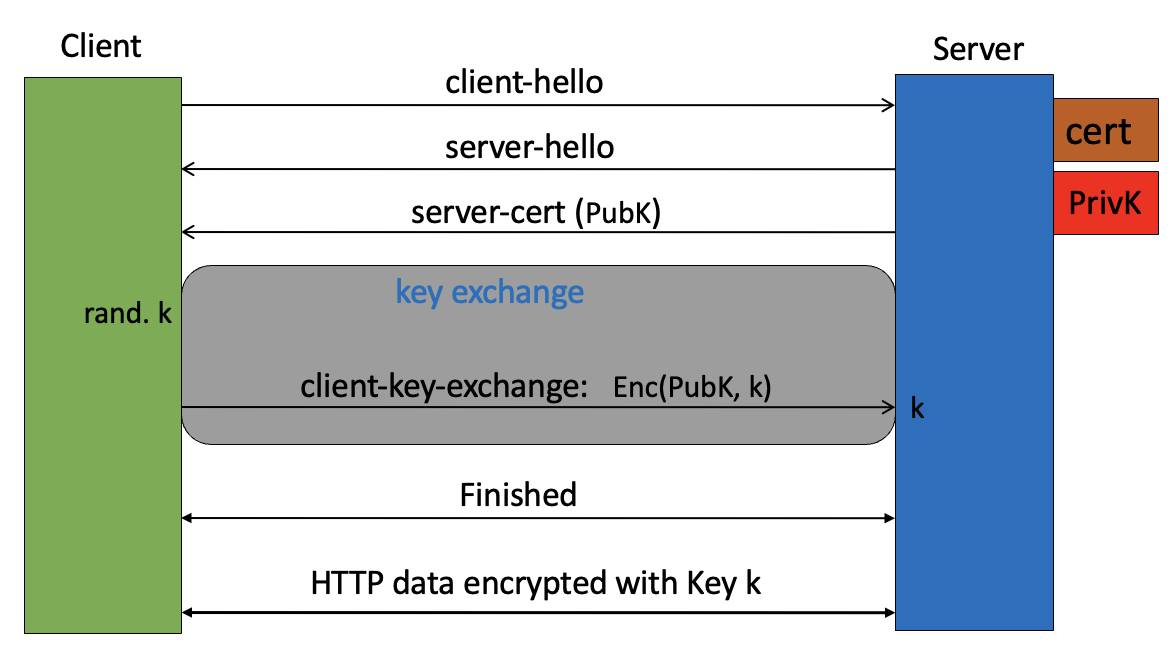 Client
Server
client-hello
cert
server-hello
PrivK
server-cert (PubK)
key exchange
rand. k
client-key-exchange: Enc(PubK, k)
k
Finished
HTTP data encrypted with Key k